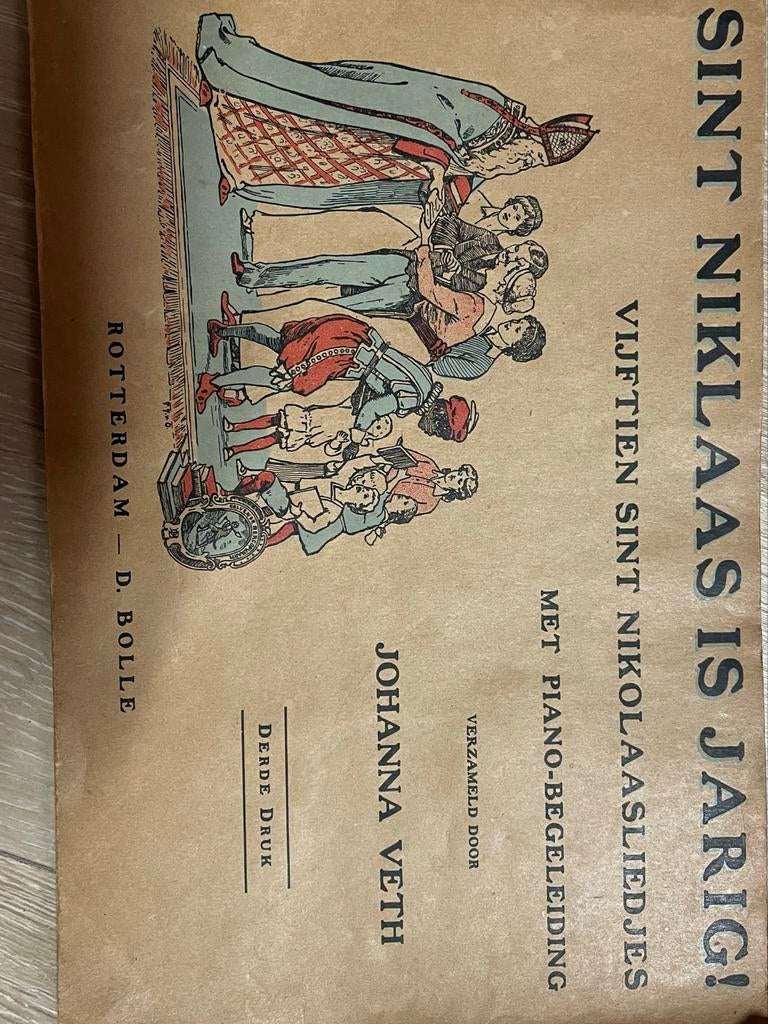 SINT NIKLAAS IS JARIG!
VIJFTIEN SINT NIKOLAASLIEDJES
MET PIANO-BEGELEIDING
VERZAMELD DOOR
JOHANNA VETH
DERDE DRUK
ROTTERDAM — D. BOLLE